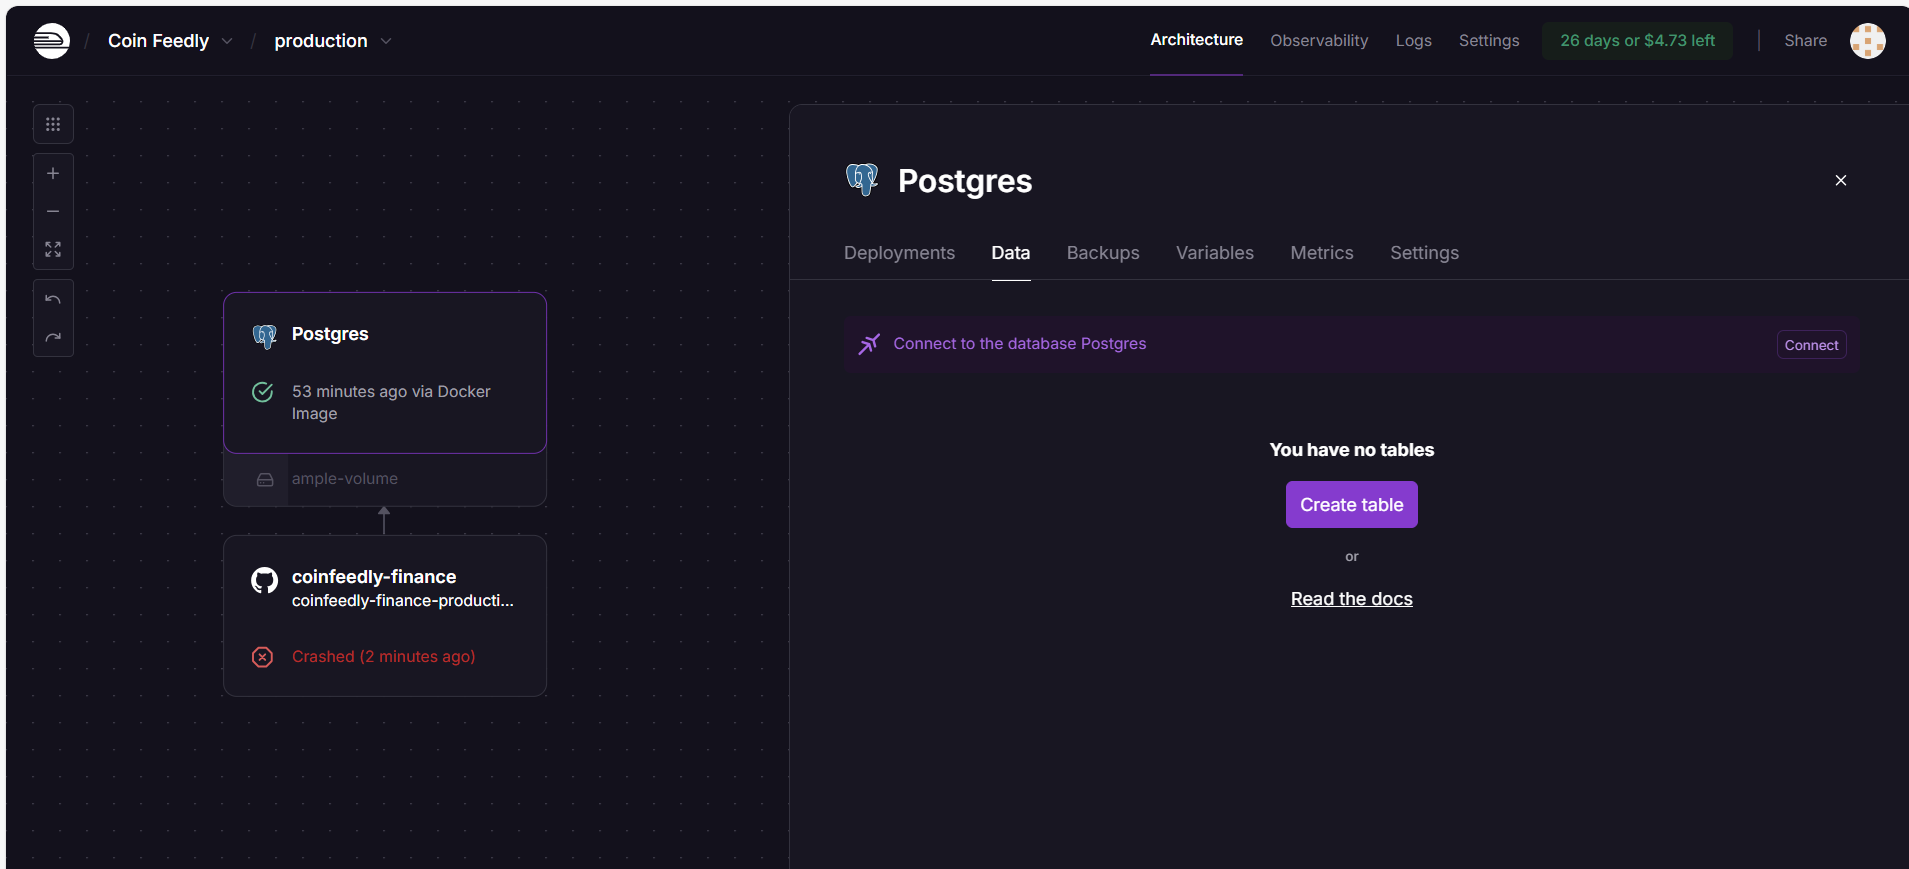 / Coin Feedly / production
Architecture Observability Logs Settings 26 days or $4.73 left Share
Postgres
Deployments Data Backups Variables Metrics Settings
Connect to the database Postgres Connect
You have no tables
Create table
or
Read the docs
Postgres
53 minutes ago via Docker
Image
ample-volume
coinfeedly-finance
coinfeedly-finance-producti...
Crashed (2 minutes ago)